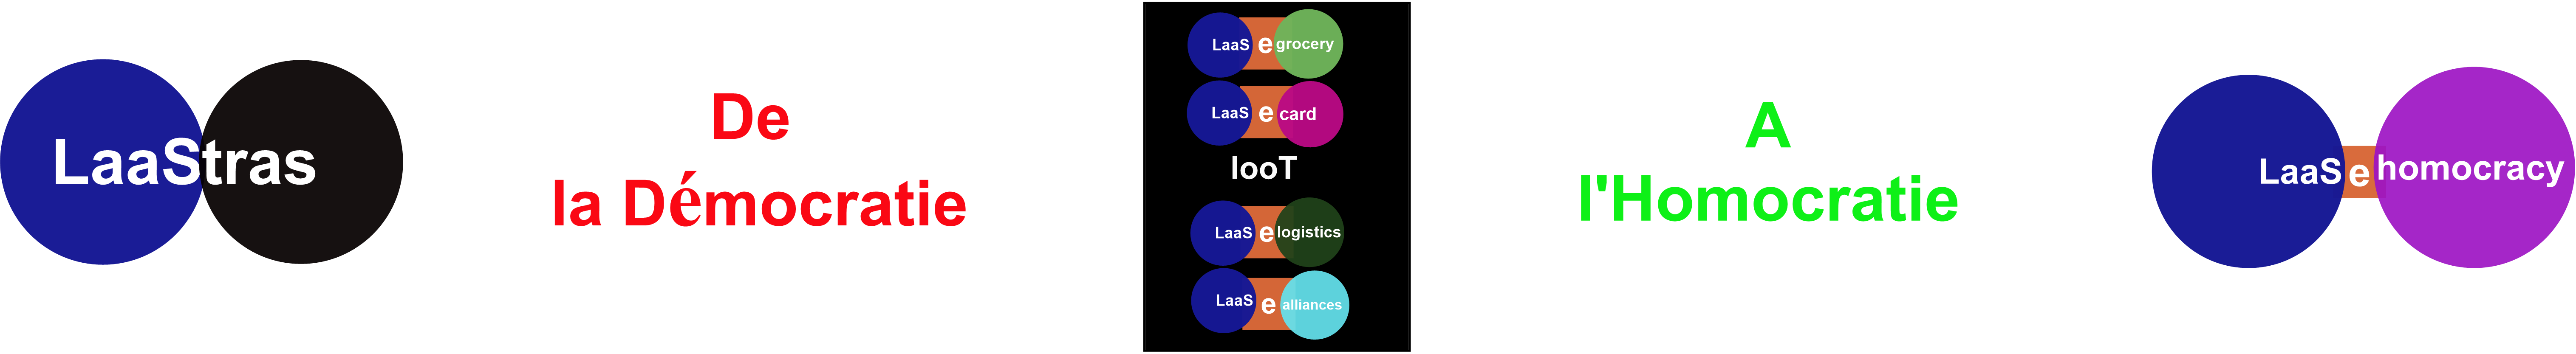 LaaStras
De
la Démocratie
LaaS e grocery
LaaS e card
looT
LaaS e logistics
LaaS e alliances
A
l'Homocratie
LaaS e homocracy